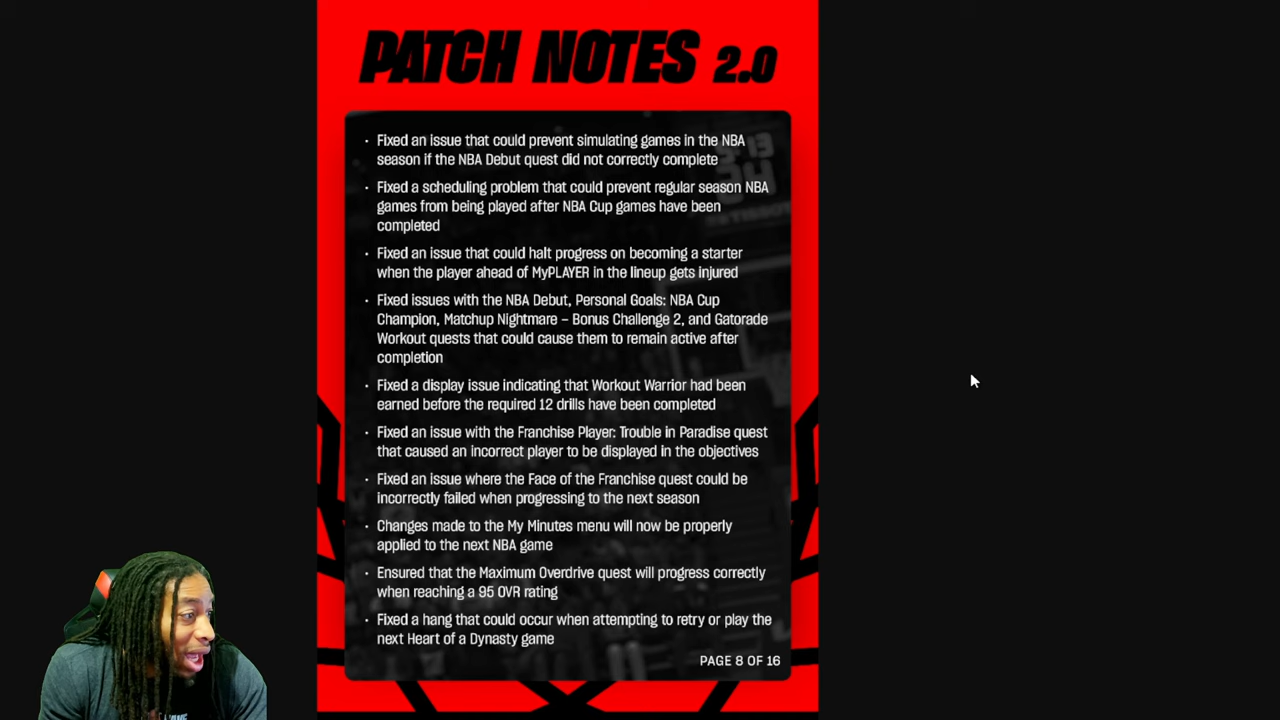 PATCH NOTES 2.0
• Fixed an issue that could prevent simulating games in the NBA
season if the NBA Debut quest did not correctly complete
• Fixed a scheduling problem that could prevent regular season NBA
games from being played after NBA Cup games have been
completed
• Fixed an issue that could halt progress on becoming a starter
when the player ahead of MyPLAYER in the lineup gets injured
• Fixed issues with the NBA Debut, Personal Goals: NBA Cup
Champion, Matchup Nightmare – Bonus Challenge 2, and Gatorade
Workout quests that could cause them to remain active after
completion
• Fixed a display issue indicating that Workout Warrior had been
earned before the required 12 drills have been completed
• Fixed an issue with the Franchise Player: Trouble in Paradise quest
that caused an incorrect player to be displayed in the objectives
• Fixed an issue where the Face of the Franchise quest could be
incorrectly failed when progressing to the next season
• Changes made to the My Minutes menu will now be properly
applied to the next NBA game
• Ensured that the Maximum Overdrive quest will progress correctly
when reaching a 95 OVR rating
• Fixed a hang that could occur when attempting to retry or play the
next Heart of a Dynasty game
PAGE 8 OF 16